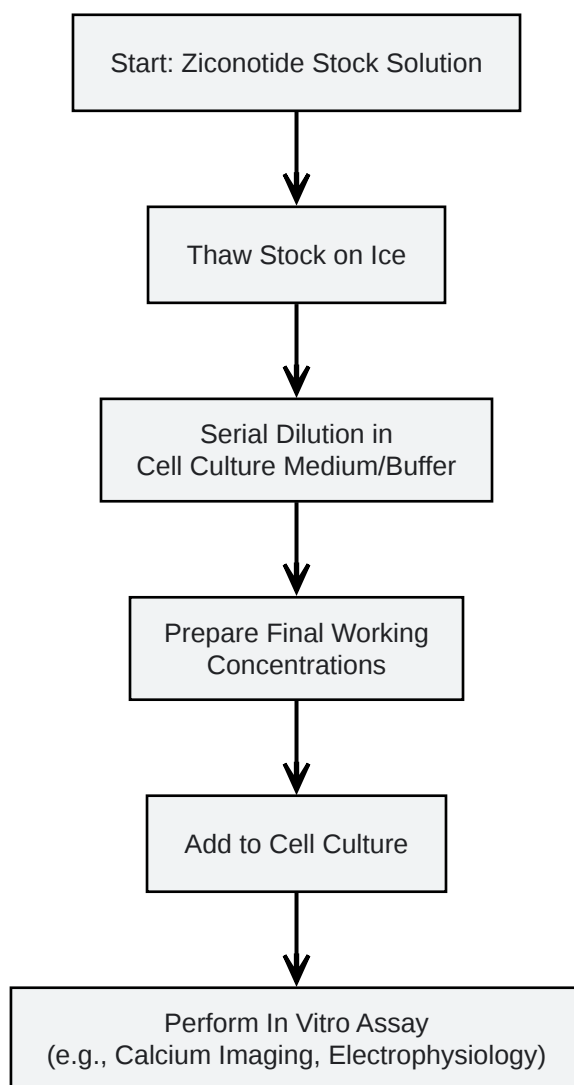 Start: Ziconotide Stock Solution
Thaw Stock on Ice
Serial Dilution in
Cell Culture Medium/Buffer
Prepare Final Working
Concentrations
Add to Cell Culture
Perform In Vitro Assay
(e.g., Calcium Imaging, Electrophysiology)